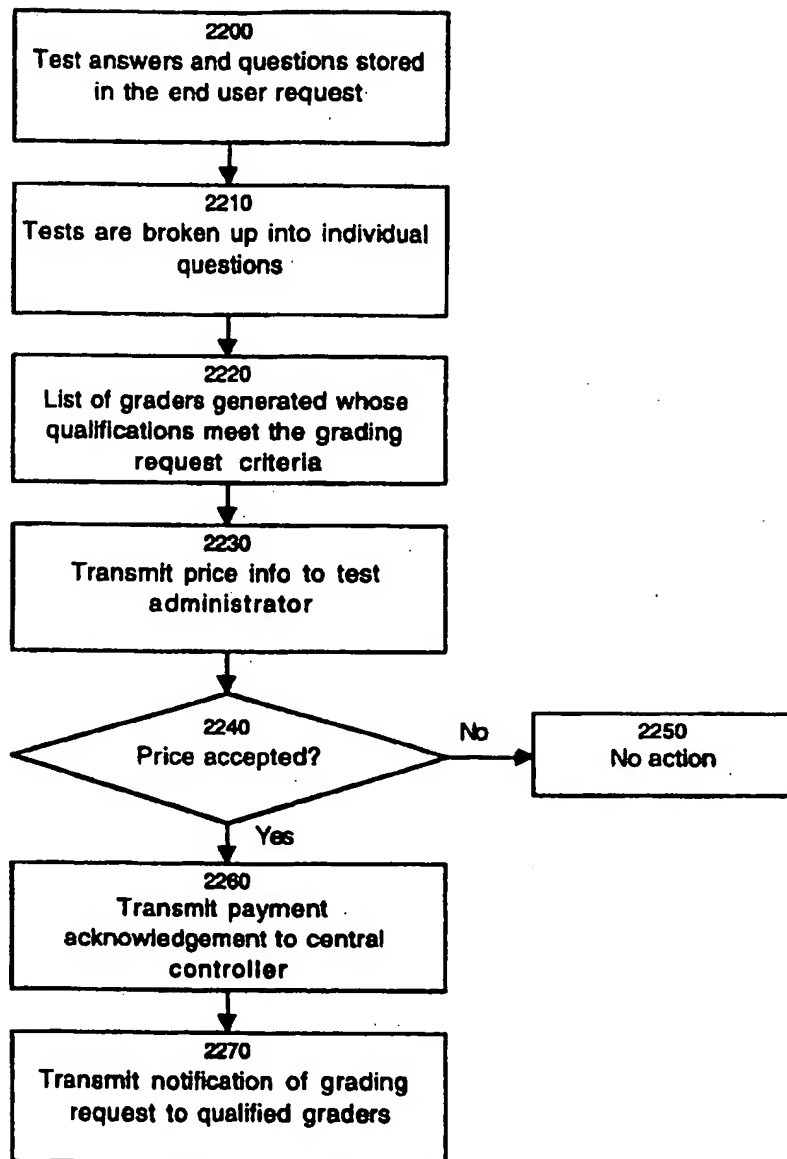 2200
Test answers and questions stored
in the end user request
2210
Tests are broken up into individual
questions
2220
List of graders generated whose
qualifications meet the grading
request criteria
2230
Transmit price info to test
administrator
2240
Price accepted?
No
2250
No action
Yes
2260
Transmit payment
acknowledgement to central
controller
2270
Transmit notification of grading
request to qualified graders